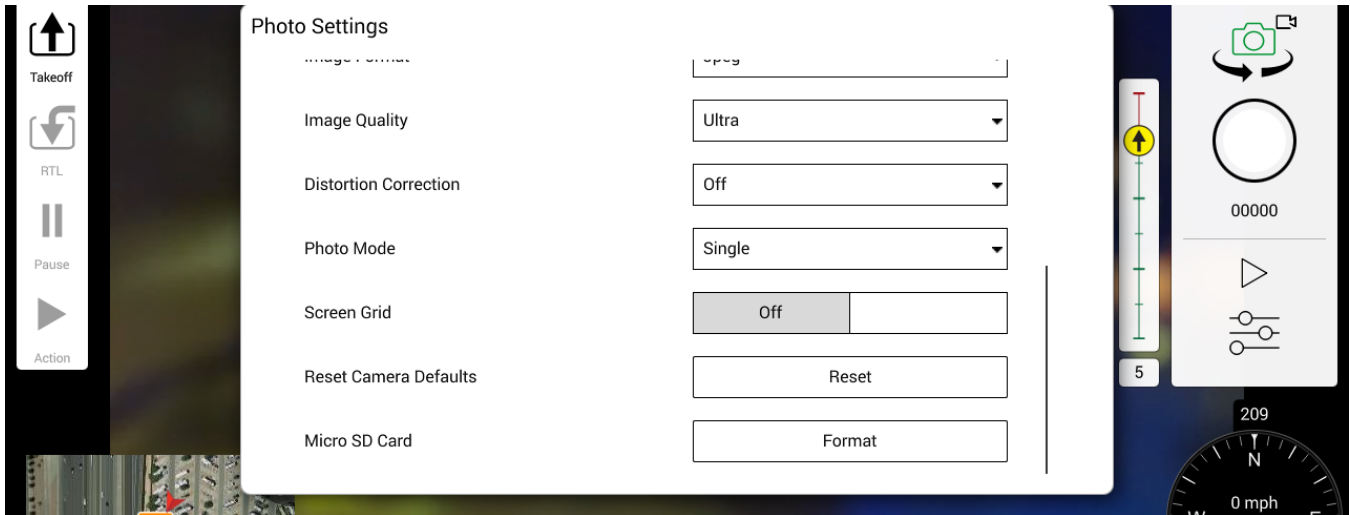 Photo Settings
Takeoff
RTL
Pause
Action
Image Quality
Ultra
Distortion Correction
Off
Photo Mode
Single
Screen Grid
Off
Reset Camera Defaults
Reset
Micro SD Card
Format
5
00000
209
N
0 mph